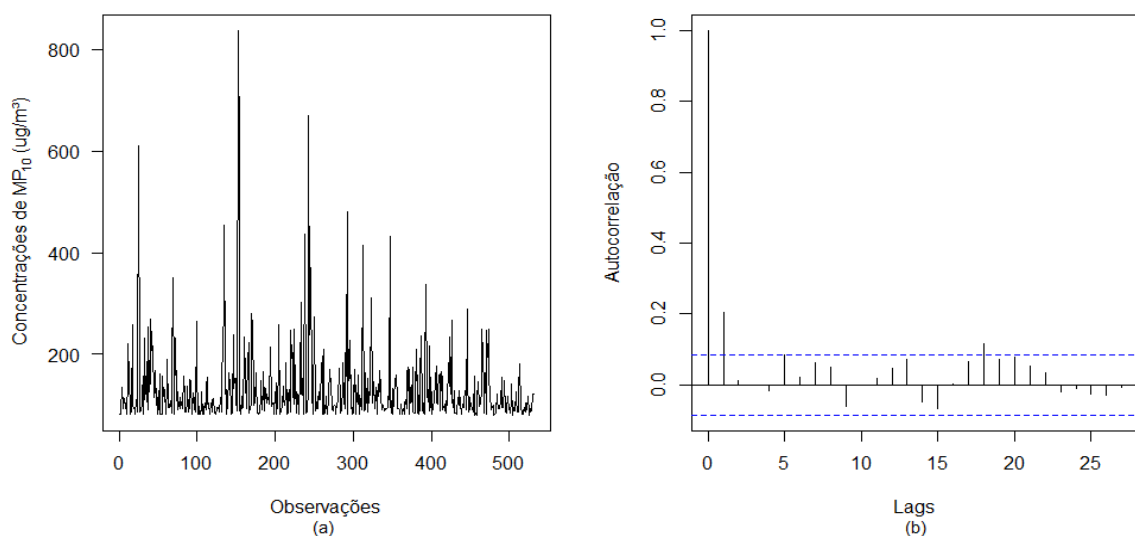 Concentrações de MP10 (ug/m³)
800
600
400
200
0 100 200 300 400 500
Observações
(a)
Autocorrelação
1.0
0.8
0.6
0.4
0.2
0.0
0 5 10 15 20 25
Lags
(b)